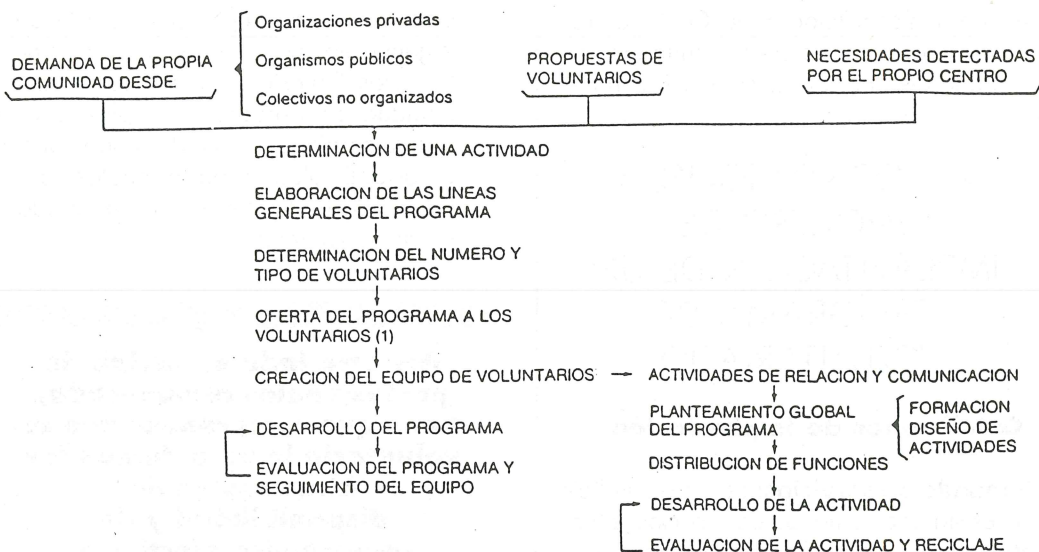 DEMANDA DE LA PROPIA
COMUNIDAD DESDE
Organizaciones privadas
Organismos públicos
Colectivos no organizados
PROPUESTAS DE
VOLUNTARIOS
NECESIDADES DETECTADAS
POR EL PROPIO CENTRO
DETERMINACION DE UNA ACTIVIDAD
ELABORACION DE LAS LINEAS
GENERALES DEL PROGRAMA
DETERMINACION DEL NUMERO Y
TIPO DE VOLUNTARIOS
OFERTA DEL PROGRAMA A LOS
VOLUNTARIOS (1)
CREACION DEL EQUIPO DE VOLUNTARIOS
DESARROLLO DEL PROGRAMA
EVALUACION DEL PROGRAMA Y
SEGUIMIENTO DEL EQUIPO
ACTIVIDADES DE RELACION Y COMUNICACION
PLANTEAMIENTO GLOBAL
DEL PROGRAMA
FORMACION
DISEÑO DE
ACTIVIDADES
DISTRIBUCION DE FUNCIONES
DESARROLLO DE LA ACTIVIDAD
EVALUACION DE LA ACTIVIDAD Y RECICLAJE